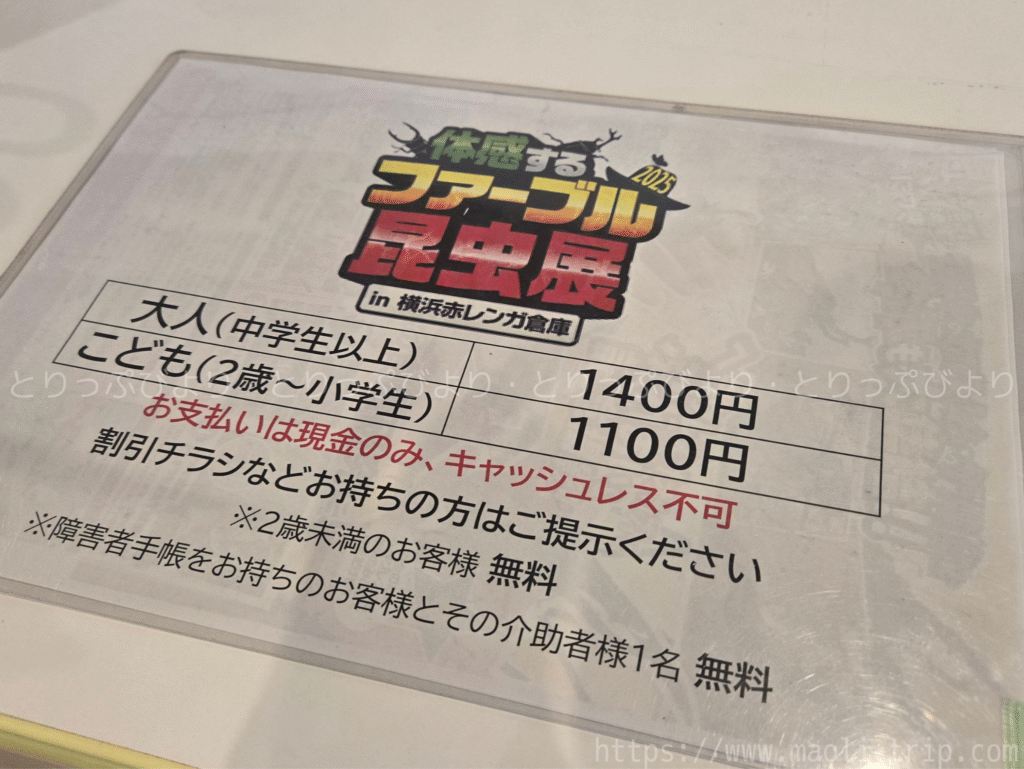 体感する
2025
ファーブル
昆虫展
in 横浜赤レンガ倉庫
大人(中学生以上) 1400円
こども(2歳～小学生) 1100円
お支払いは現金のみ、キャッシュレス不可
割引チラシなどお持ちの方はご提示ください
※2歳未満のお客様 無料
※障害者手帳をお持ちのお客様とその介助者様1名 無料
とりっぷびより・とりっぷびより・とりっぷびより・とりっぷびより
https://www.maoli-trip.com